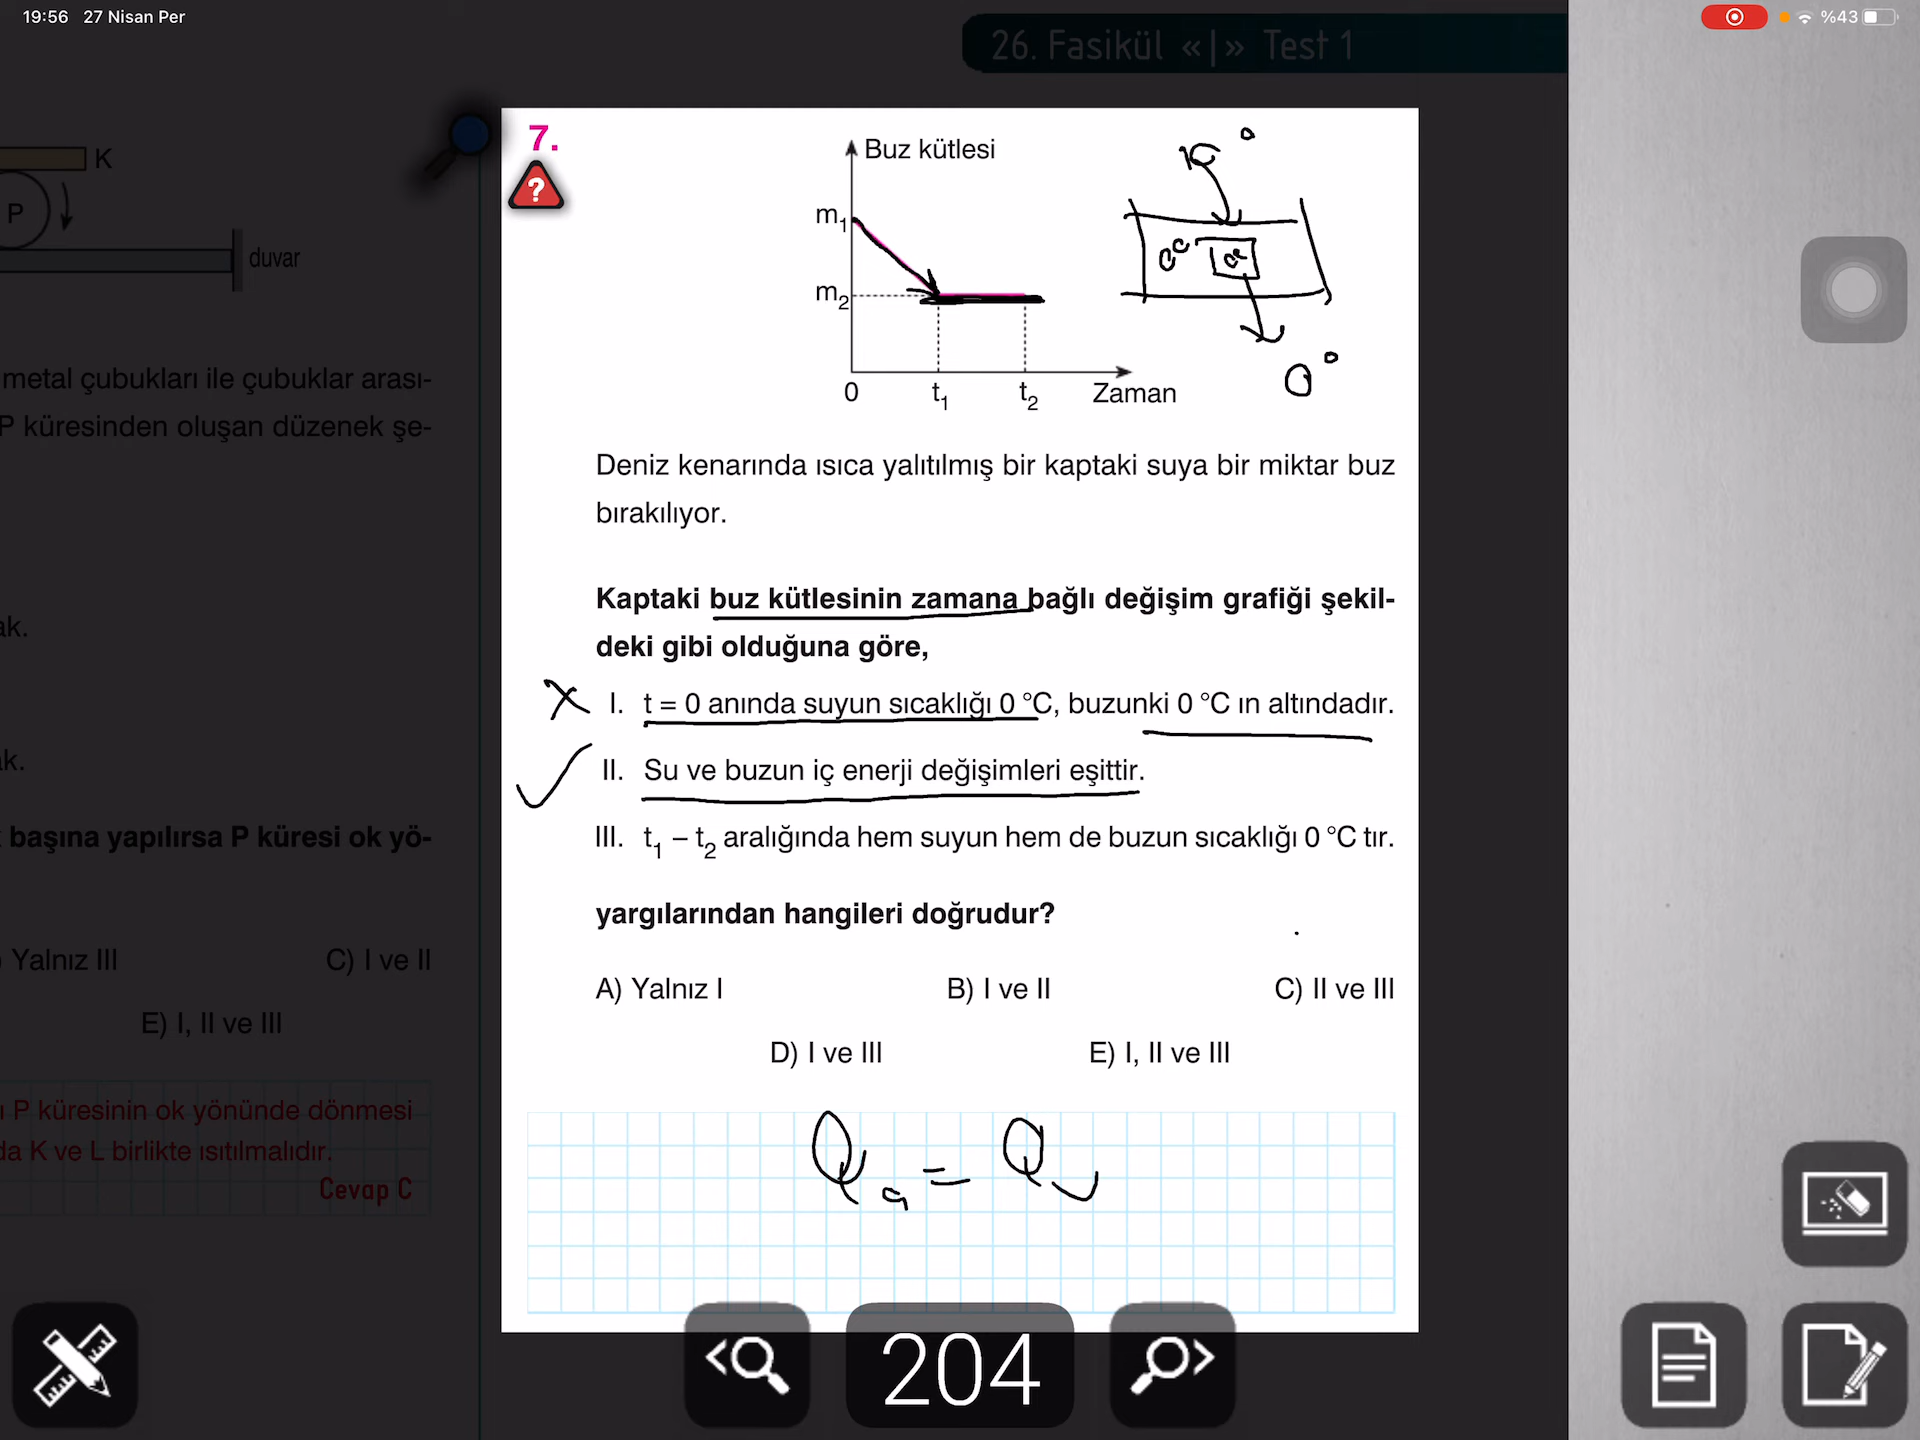 19:56 27 Nisan Per
%43
26. Fasikül «|» Test 1
K
P
duvar
metal çubukları ile çubuklar arası-
P küresinden oluşan düzenek şe-
ak.
k.
başına yapılırsa P küresi ok yö-
Yalnız III C) I ve II
E) I, II ve III
ı P küresinin ok yönünde dönmesi
da K ve L birlikte ısıtılmalıdır.
Cevap C
7.
?
Buz kütlesi
m1
m2
0 t1 t2 Zaman
0°
Deniz kenarında ısıca yalıtılmış bir kaptaki suya bir miktar buz
bırakılıyor.
Kaptaki buz kütlesinin zamana bağlı değişim grafiği şekil-
deki gibi olduğuna göre,
I. t = 0 anında suyun sıcaklığı 0 °C, buzunki 0 °C ın altındadır.
II. Su ve buzun iç enerji değişimleri eşittir.
III. t1 – t2 aralığında hem suyun hem de buzun sıcaklığı 0 °C tır.
yargılarından hangileri doğrudur?
A) Yalnız I B) I ve II C) II ve III
D) I ve III E) I, II ve III
Qa = Qv
204